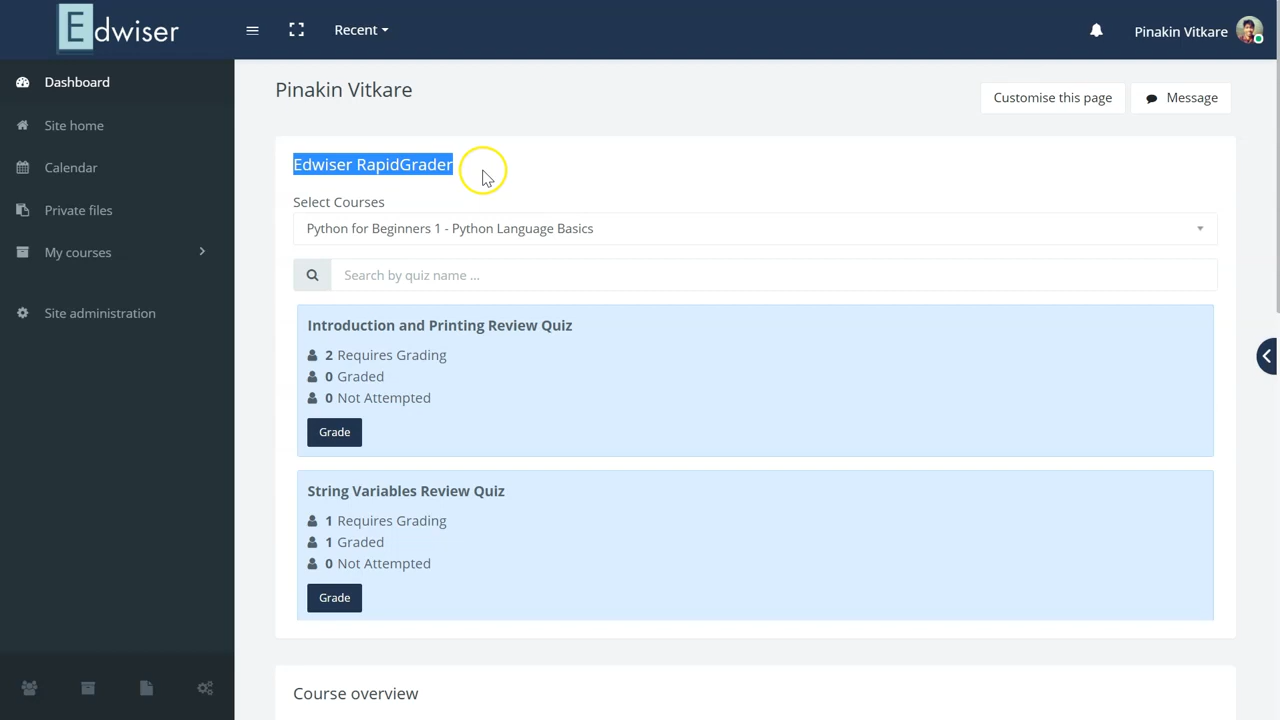 Edwiser
Recent
Pinakin Vitkare
Dashboard
Site home
Calendar
Private files
My courses
Site administration
Pinakin Vitkare
Customise this page
Message
Edwiser RapidGrader
Select Courses
Python for Beginners 1 - Python Language Basics
Search by quiz name ...
Introduction and Printing Review Quiz
2 Requires Grading
0 Graded
0 Not Attempted
Grade
String Variables Review Quiz
1 Requires Grading
1 Graded
0 Not Attempted
Grade
Course overview